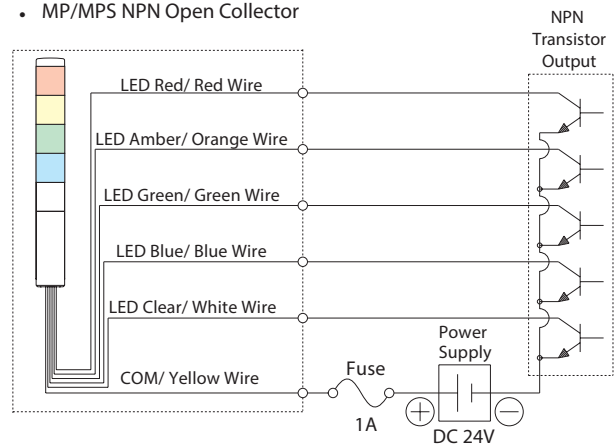 • MP/MPS NPN Open Collector
NPN
Transistor
Output
LED Red/ Red Wire
LED Amber/ Orange Wire
LED Green/ Green Wire
LED Blue/ Blue Wire
LED Clear/ White Wire
COM/ Yellow Wire
Fuse
1A
Power
Supply
+
−
DC 24V